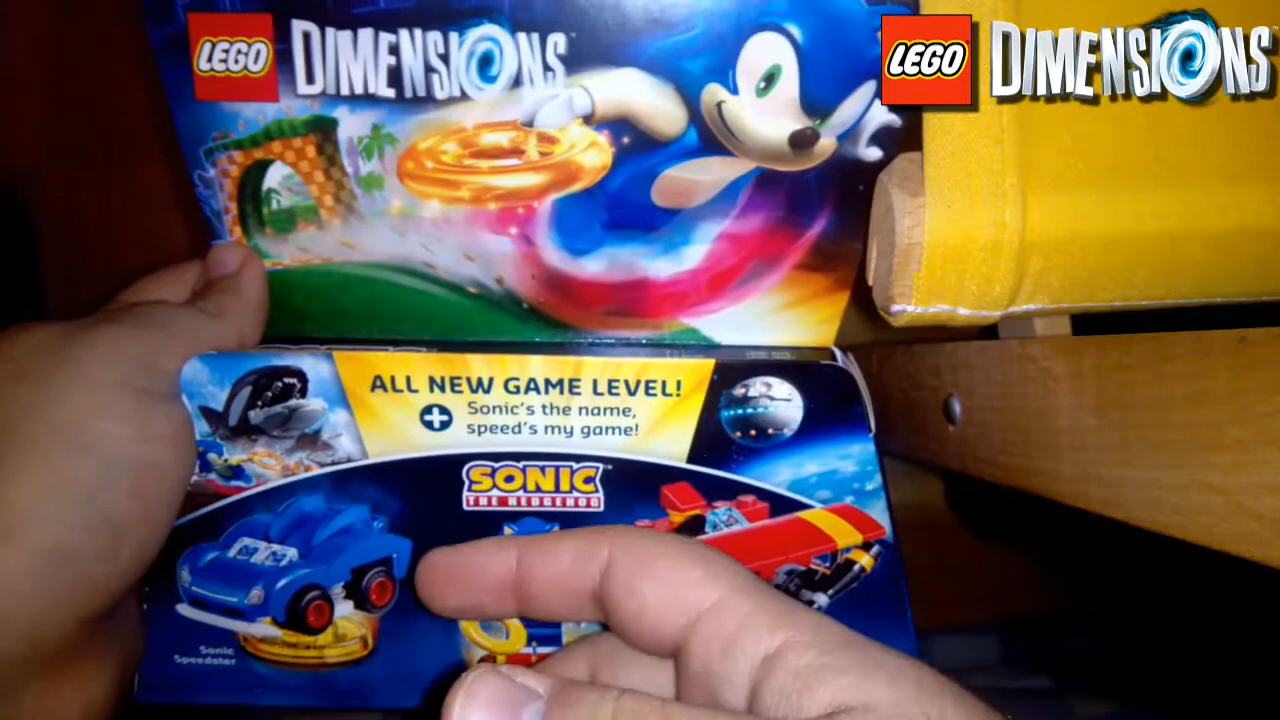 LEGO DIMENSIONS
LEGO DIMENSIONS
ALL NEW GAME LEVEL!
+ Sonic's the name,
speed's my game!
SONIC
THE HEDGEHOG
Sonic
Speedster